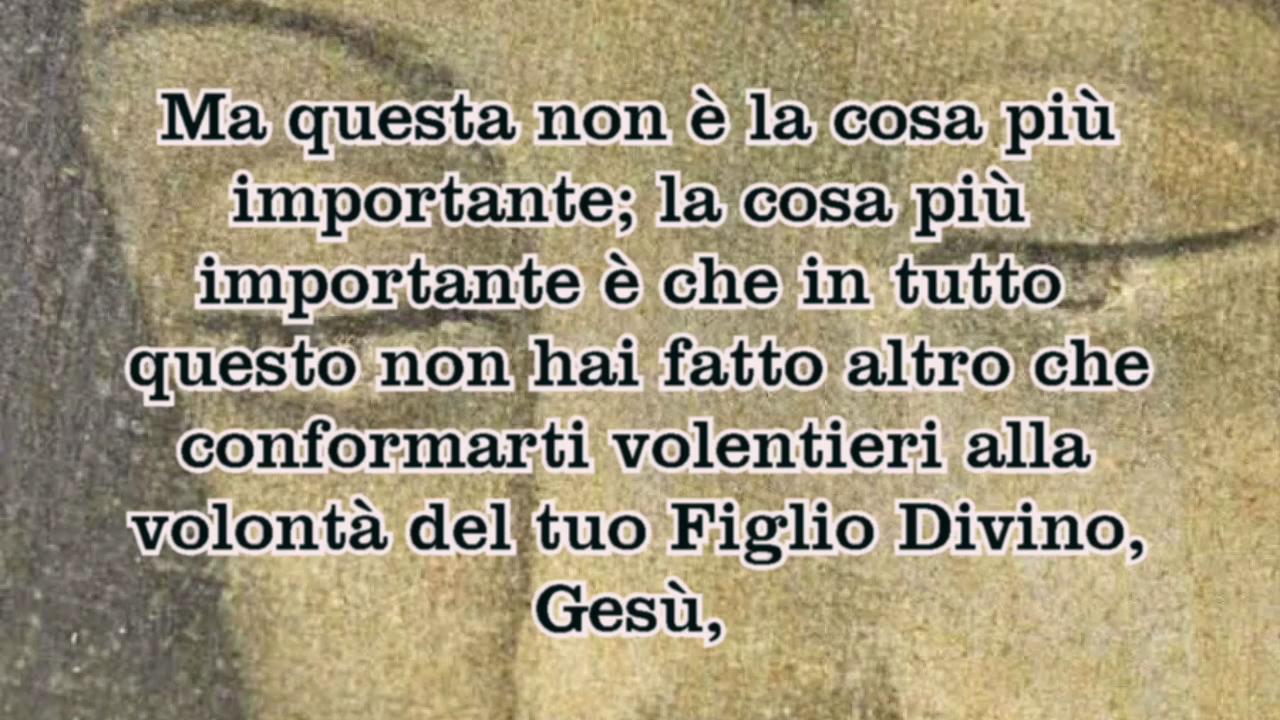 Ma questa non è la cosa più
importante; la cosa più
importante è che in tutto
questo non hai fatto altro che
conformarti volentieri alla
volontà del tuo Figlio Divino,
Gesù,